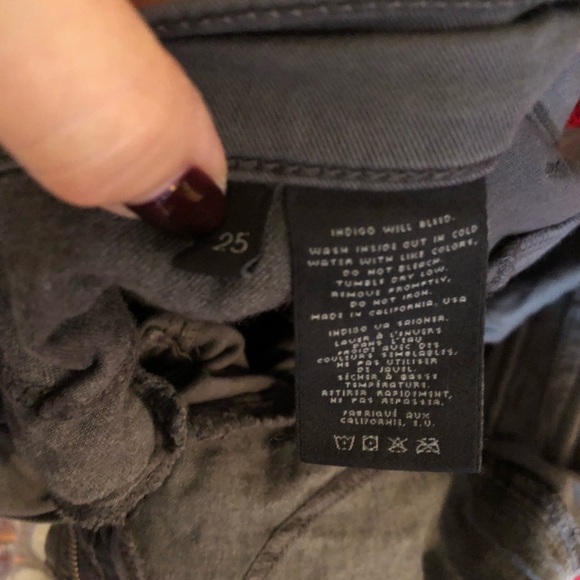 25
INDIGO WILL BLEED.
WASH INSIDE OUT IN COLD
WATER WITH LIKE COLORS.
DO NOT BLEACH.
TUMBLE DRY LOW.
REMOVE PROMPTLY.
DO NOT IRON.
MADE IN CALIFORNIA, USA
INDIGO VA SAIGNER.
LAVER À L'ENVERS
DANS L'EAU
FROIDE AVEC DES
COULEURS SEMBLABLES.
NE PAS UTILISER
DE JAVEL.
SÉCHER À BASSE
TEMPÉRATURE.
RETIRER RAPIDEMENT,
NE PAS REPASSER.
FABRIQUÉ AUX
CALIFORNIE, E.U.